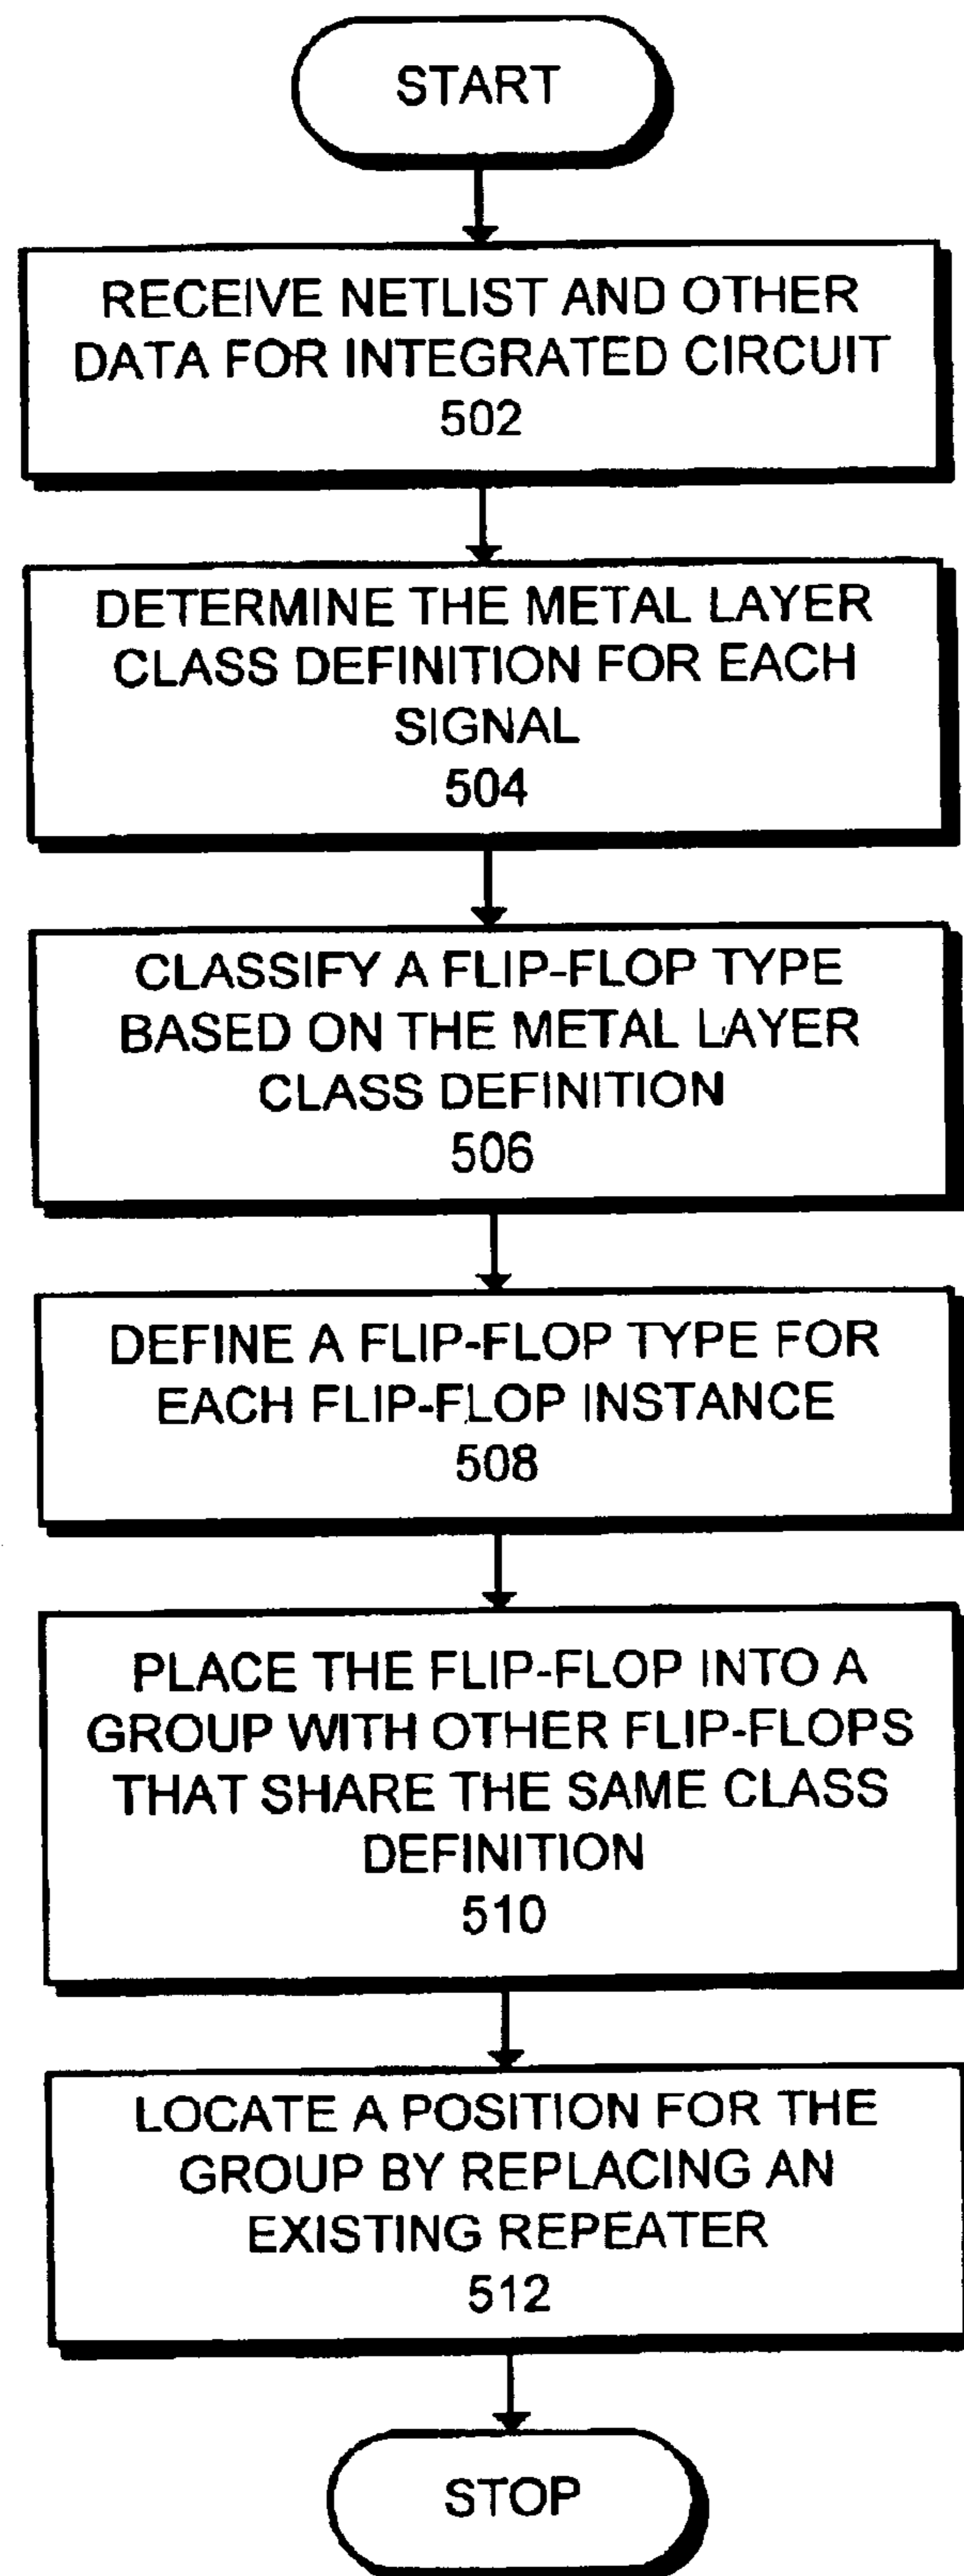 START
RECEIVE NETLIST AND OTHER
DATA FOR INTEGRATED CIRCUIT
502
DETERMINE THE METAL LAYER
CLASS DEFINITION FOR EACH
SIGNAL
504
CLASSIFY A FLIP-FLOP TYPE
BASED ON THE METAL LAYER
CLASS DEFINITION
506
DEFINE A FLIP-FLOP TYPE FOR
EACH FLIP-FLOP INSTANCE
508
PLACE THE FLIP-FLOP INTO A
GROUP WITH OTHER FLIP-FLOPS
THAT SHARE THE SAME CLASS
DEFINITION
510
LOCATE A POSITION FOR THE
GROUP BY REPLACING AN
EXISTING REPEATER
512
STOP